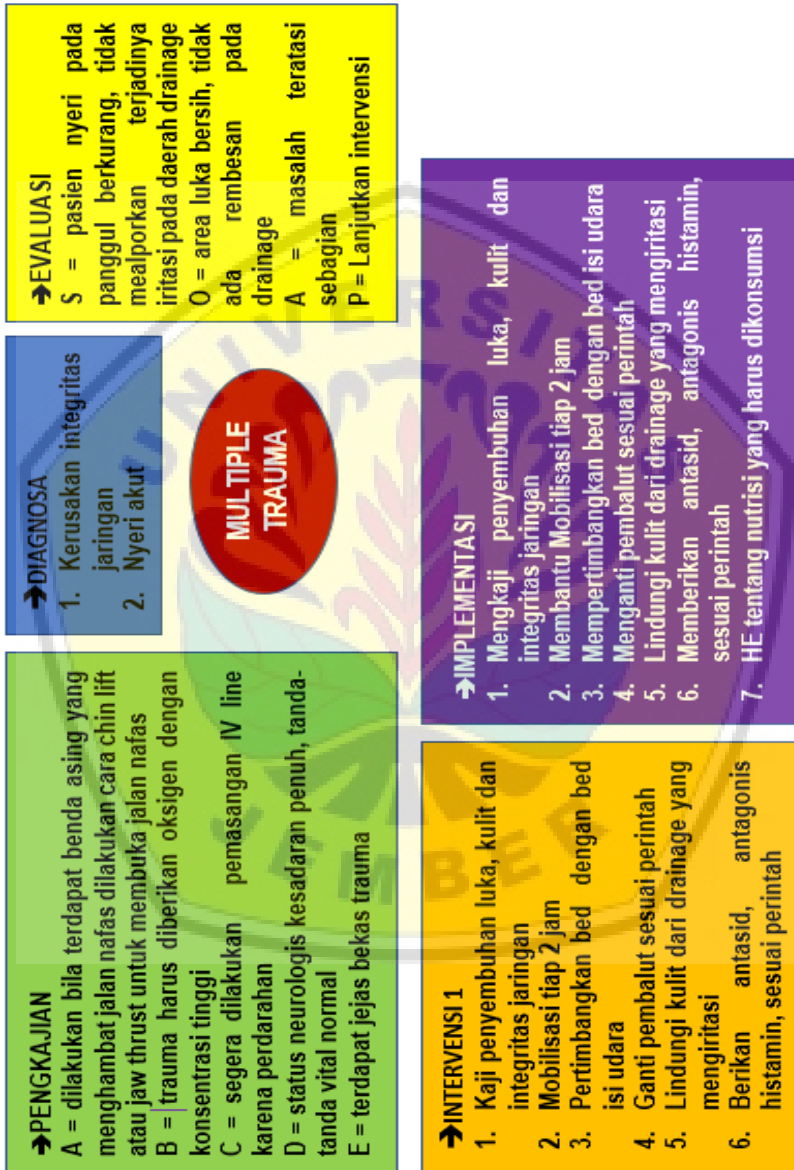 ➔PENGKAJIAN
A = dilakukan bila terdapat benda asing yang
menghambat jalan nafas dilakukan cara chin lift
atau jaw thrust untuk membuka jalan nafas
B = trauma harus diberikan oksigen dengan
konsentrasi tinggi
C = segera dilakukan pemasangan IV line
karena perdarahan
D = status neurologis kesadaran penuh, tanda-
tanda vital normal
E = terdapat jejas bekas trauma
➔DIAGNOSA
1. Kerusakan integritas
jaringan
2. Nyeri akut
➔EVALUASI
S = pasien nyeri pada
panggul berkurang, tidak
mealporkan terjadinya
iritasi pada daerah drainage
O = area luka bersih, tidak
ada rembesan pada
drainage
A = masalah teratasi
sebagian
P = Lanjutkan intervensi
MULTIPLE
TRAUMA
➔INTERVENSI 1
1. Kaji penyembuhan luka, kulit dan
integritas jaringan
2. Mobilisasi tiap 2 jam
3. Pertimbangkan bed dengan bed
isi udara
4. Ganti pembalut sesuai perintah
5. Lindungi kulit dari drainage yang
mengiritasi
6. Berikan antasid, antagonis
histamin, sesuai perintah
➔IMPLEMENTASI
1. Mengkaji penyembuhan luka, kulit dan
integritas jaringan
2. Membantu Mobilisasi tiap 2 jam
3. Mempertimbangkan bed dengan bed isi udara
4. Menganti pembalut sesuai perintah
5. Lindungi kulit dari drainage yang mengiritasi
6. Memberikan antasid, antagonis histamin,
sesuai perintah
7. HE tentang nutrisi yang harus dikonsumsi
JEMBER